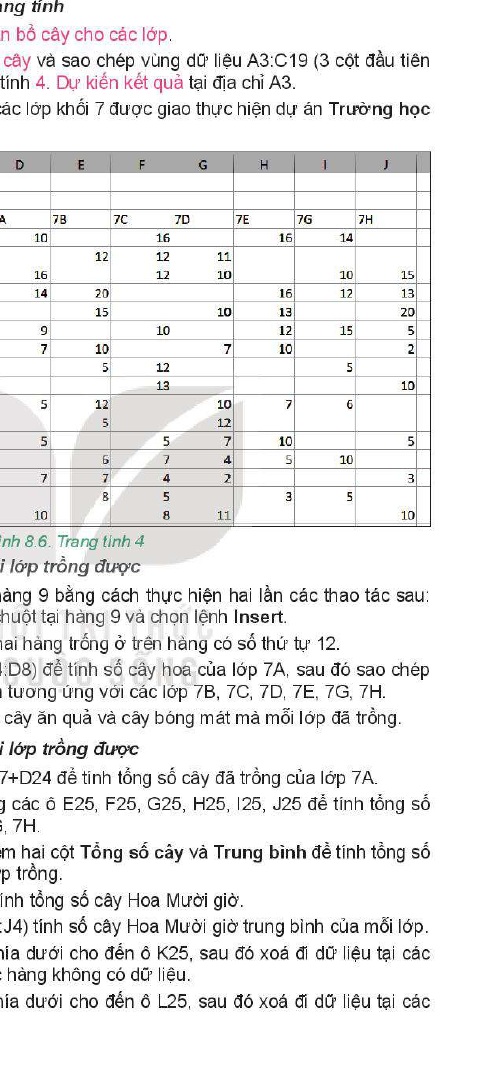 ang tính
n bổ cây cho các lớp.
cây và sao chép vùng dữ liệu A3:C19 (3 cột đầu tiên
tính 4. Dự kiến kết quả tại địa chỉ A3.
các lớp khối 7 được giao thực hiện dự án Trường học
D E F G H I J
A 7B 7C 7D 7E 7G 7H
10 16 16 14
12 12 11
16 12 10 10 15
14 20 16 12 13
15 10 13 20
9 10 12 15 5
7 10 7 10 2
5 12 5
13 10
5 12 10 7 6
5 12
5 5 7 10 5
6 7 4 5 10
7 7 4 2 3
8 5 3 5
10 8 11 10
ình 8.6. Trang tính 4
i lớp trồng được
hàng 9 bằng cách thực hiện hai lần các thao tác sau:
chuột tại hàng 9 và chọn lệnh Insert.
hai hàng trống ở trên hàng có số thứ tự 12.
4:D8) để tính số cây hoa của lớp 7A, sau đó sao chép
tương ứng với các lớp 7B, 7C, 7D, 7E, 7G, 7H.
cây ăn quả và cây bóng mát mà mỗi lớp đã trồng.
i lớp trồng được
7+D24 để tính tổng số cây đã trồng của lớp 7A.
g các ô E25, F25, G25, H25, I25, J25 để tính tổng số
G, 7H.
êm hai cột Tổng số cây và Trung bình để tính tổng số
ớp trồng.
ính tổng số cây Hoa Mười giờ.
:J4) tính số cây Hoa Mười giờ trung bình của mỗi lớp.
hía dưới cho đến ô K25, sau đó xoá đi dữ liệu tại các
c hàng không có dữ liệu.
hía dưới cho đến ô L25, sau đó xoá đi dữ liệu tại các